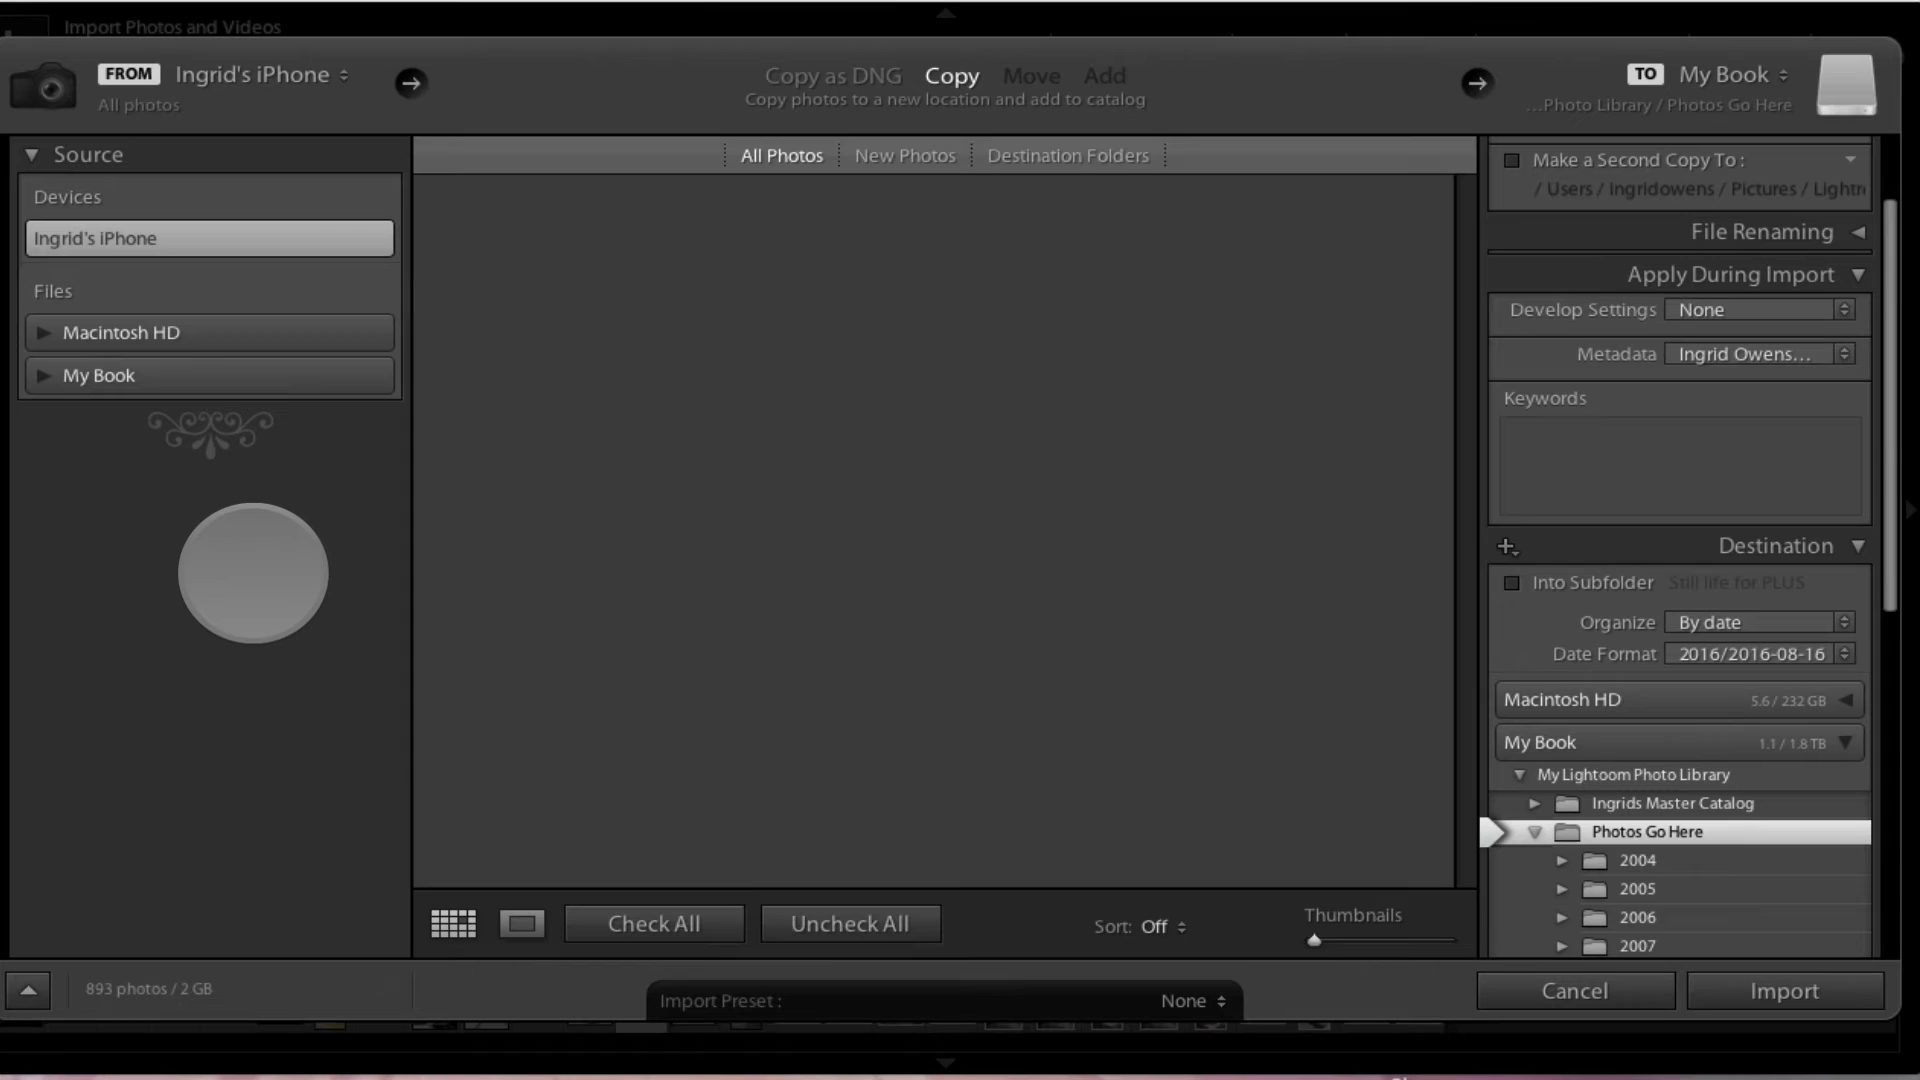 Import Photos and Videos
FROM Ingrid's iPhone
All photos
Copy as DNG Copy Move Add
Copy photos to a new location and add to catalog
TO My Book
...Photo Library / Photos Go Here
Source
Devices
Ingrid's iPhone
Files
Macintosh HD
My Book
All Photos New Photos Destination Folders
Make a Second Copy To :
/ Users / ingridowens / Pictures / Lightr
File Renaming
Apply During Import
Develop Settings None
Metadata Ingrid Owens...
Keywords
Destination
Into Subfolder Still life for PLUS
Organize By date
Date Format 2016/2016-08-16
Macintosh HD 5.6 / 232 GB
My Book 1.1 / 1.8 TB
My Lightoom Photo Library
Ingrids Master Catalog
Photos Go Here
2004
2005
2006
2007
Check All Uncheck All Sort: Off Thumbnails
893 photos / 2 GB
Import Preset : None
Cancel Import